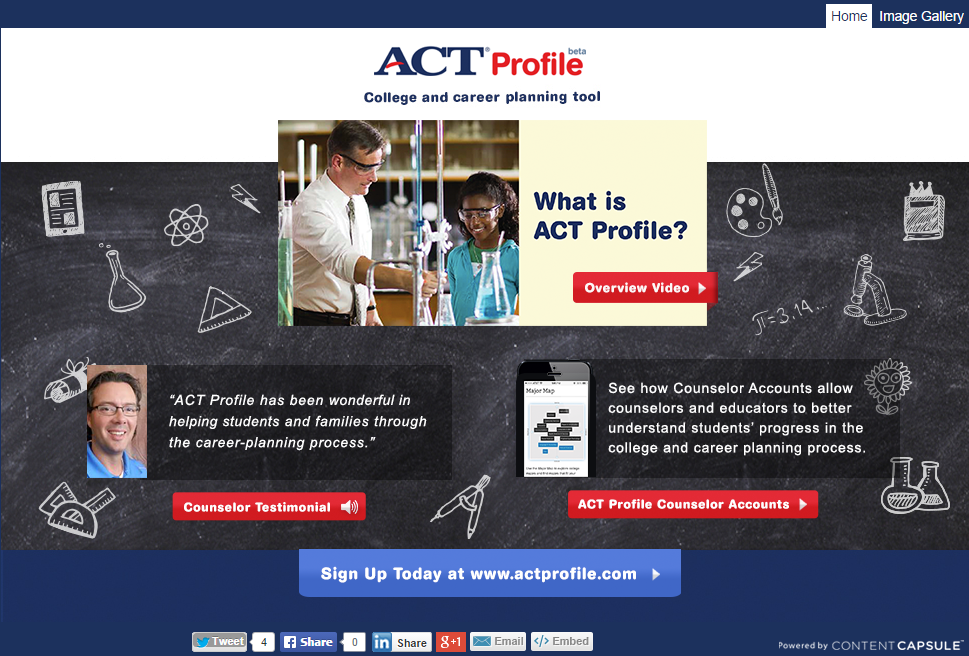 Home Image Gallery
ACT® Profile beta
College and career planning tool
What is
ACT Profile?
Overview Video
π=3.14...
“ACT Profile has been wonderful in
helping students and families through
the career-planning process.”
Counselor Testimonial
Major Map
See how Counselor Accounts allow
counselors and educators to better
understand students’ progress in the
college and career planning process.
ACT Profile Counselor Accounts
Sign Up Today at www.actprofile.com
Tweet 4 Share 0 in Share g+1 Email </> Embed
Powered by CONTENTCAPSULE™